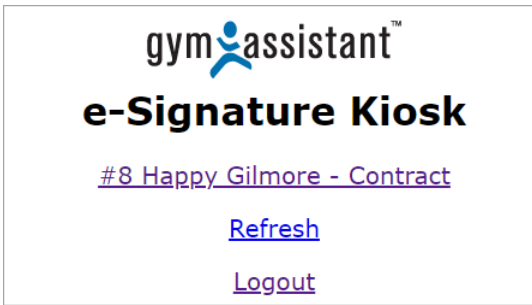 gym assistant™
e-Signature Kiosk
#8 Happy Gilmore - Contract
Refresh
Logout